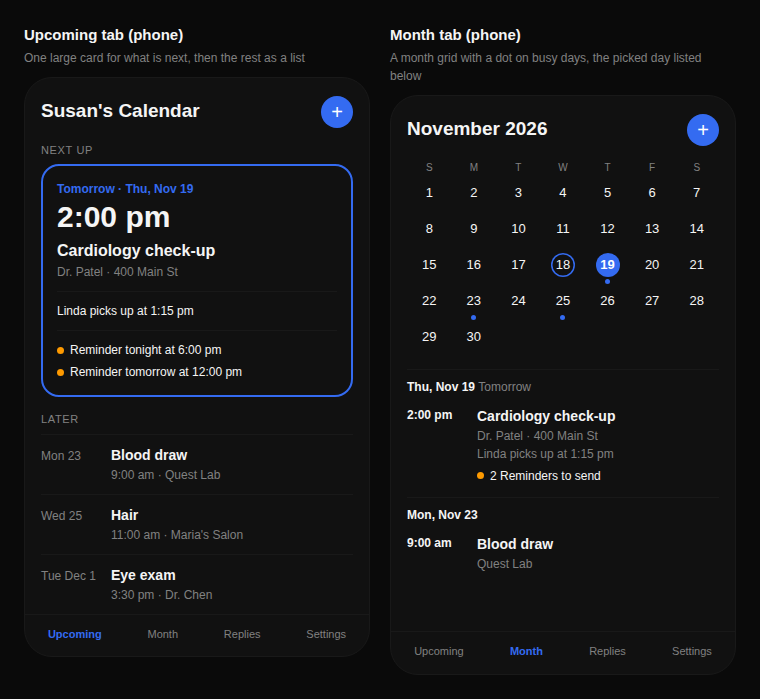 Upcoming tab (phone)
One large card for what is next, then the rest as a list
Susan's Calendar
+
NEXT UP
Tomorrow · Thu, Nov 19
2:00 pm
Cardiology check-up
Dr. Patel · 400 Main St
Linda picks up at 1:15 pm
Reminder tonight at 6:00 pm
Reminder tomorrow at 12:00 pm
LATER
Mon 23 Blood draw
9:00 am · Quest Lab
Wed 25 Hair
11:00 am · Maria's Salon
Tue Dec 1 Eye exam
3:30 pm · Dr. Chen
Upcoming Month Replies Settings
Month tab (phone)
A month grid with a dot on busy days, the picked day listed
below
November 2026
+
S M T W T F S
1 2 3 4 5 6 7
8 9 10 11 12 13 14
15 16 17 18 19 20 21
22 23 24 25 26 27 28
29 30
Thu, Nov 19 Tomorrow
2:00 pm Cardiology check-up
Dr. Patel · 400 Main St
Linda picks up at 1:15 pm
2 Reminders to send
Mon, Nov 23
9:00 am Blood draw
Quest Lab
Upcoming Month Replies Settings